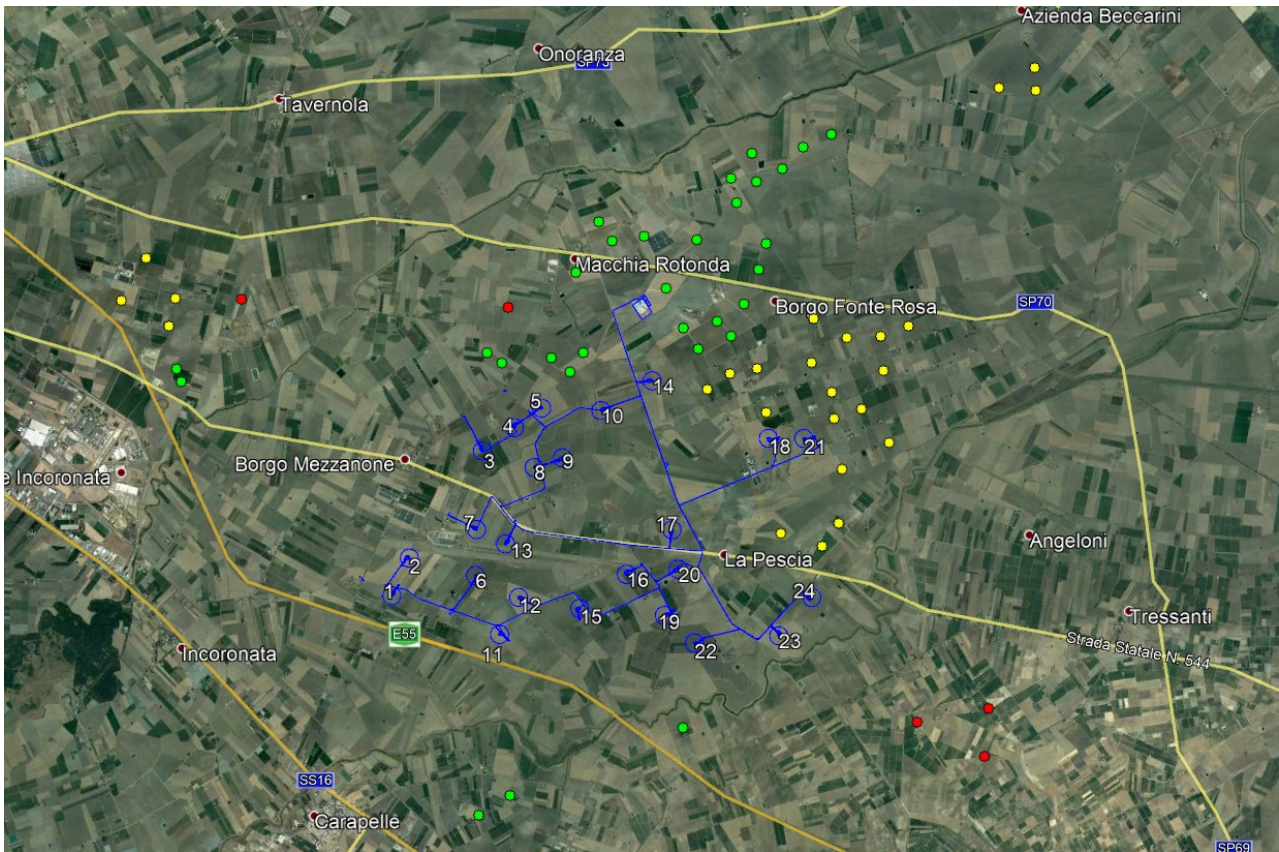 Azienda Beccarini
Onoranza
SP73
Tavernola
Macchia Rotonda
Borgo Fonte Rosa
SP70
14
5
10
4
18
21
3
9
8
Borgo Mezzanone
e Incoronata
7
17
13
Angeloni
La Pescia
2
20
16
6
1
24
12
15
19
Tressanti
E55
11
23
22
Incoronata
Strada Statale N. 544
SS16
Carapelle
SP69